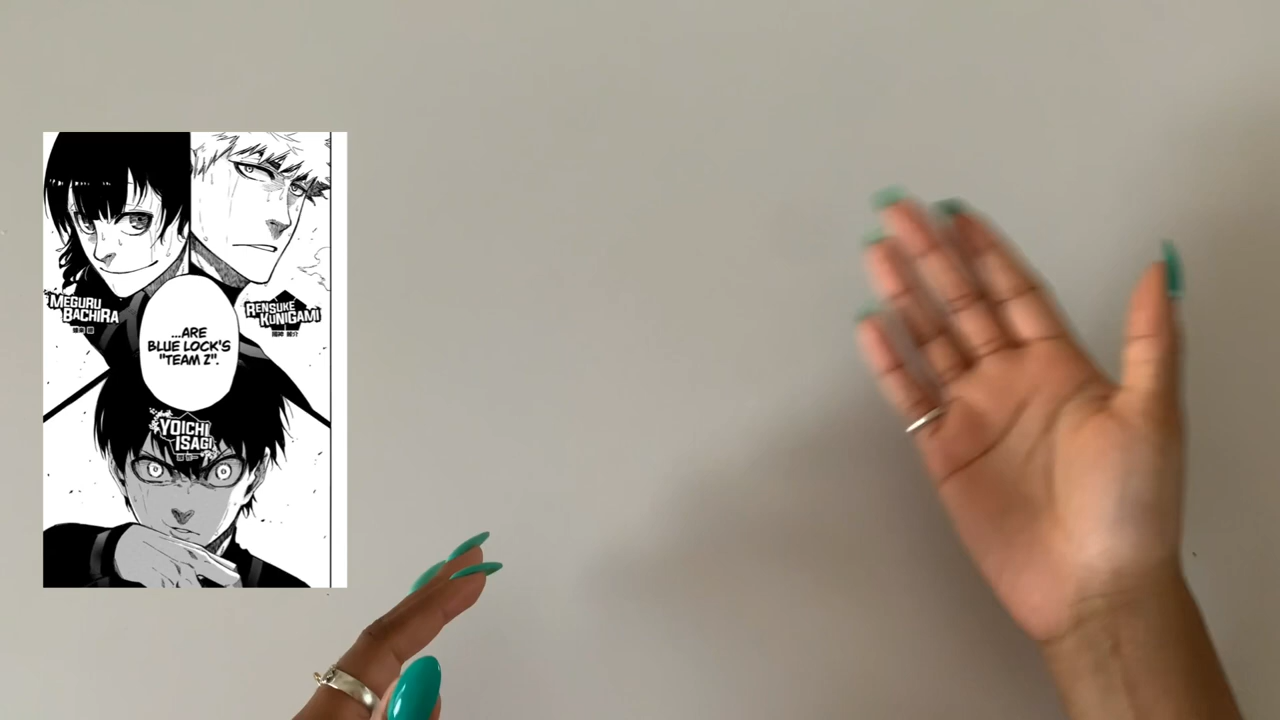 MEGURU
BACHIRA
RENSUKE
KUNIGAMI
...ARE
BLUE LOCK'S
"TEAM Z".
YOICHI
ISAGI